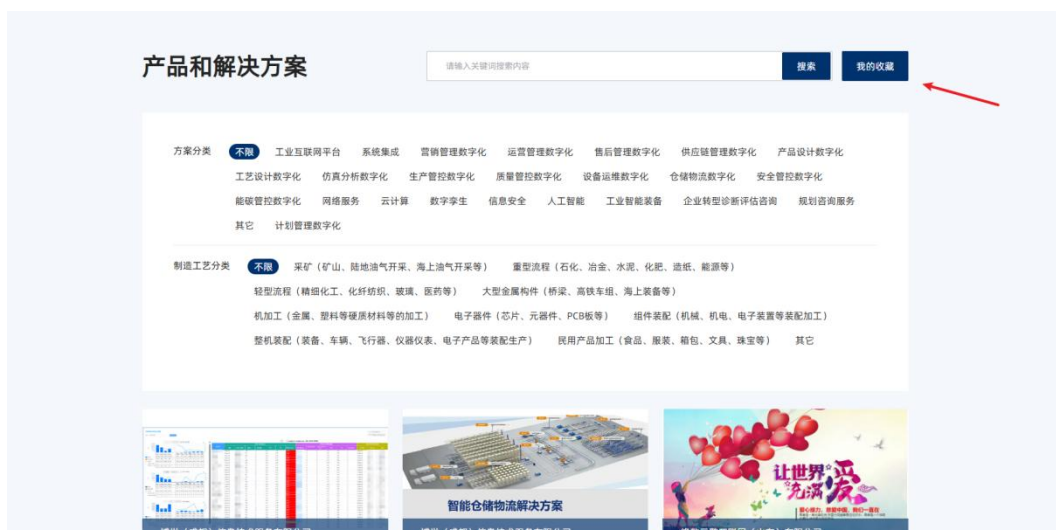 产品和解决方案
请输入关键词搜索内容
搜索
我的收藏
方案分类 不限 工业互联网平台 系统集成 营销管理数字化 运营管理数字化 售后管理数字化 供应链管理数字化 产品设计数字化
工艺设计数字化 仿真分析数字化 生产管控数字化 质量管控数字化 设备运维数字化 仓储物流数字化 安全管控数字化
能碳管控数字化 网络服务 云计算 数字孪生 信息安全 人工智能 工业智能装备 企业转型诊断评估咨询 规划咨询服务
其它 计划管理数字化
制造工艺分类 不限 采矿（矿山、陆地油气开采、海上油气开采等） 重型流程（石化、冶金、水泥、化肥、造纸、能源等）
轻型流程（精细化工、化纤纺织、玻璃、医药等） 大型金属构件（桥梁、高铁车组、海上装备等）
机加工（金属、塑料等硬质材料等的加工） 电子器件（芯片、元器件、PCB板等） 组件装配（机械、机电、电子装置等装配加工）
整机装配（装备、车辆、飞行器、仪器仪表、电子产品等装配生产） 民用产品加工（食品、服装、箱包、文具、珠宝等） 其它
智能仓储物流解决方案
让世界
充满爱